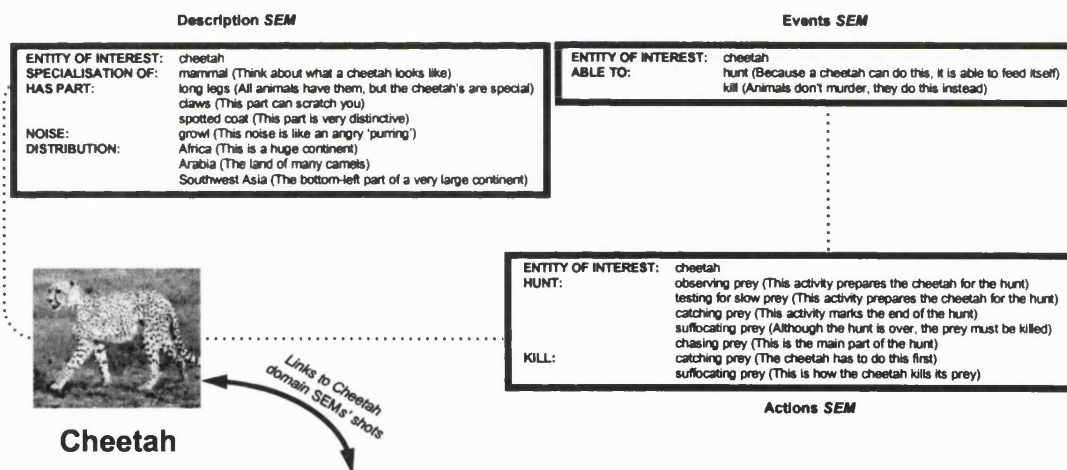 Description SEM
ENTITY OF INTEREST: cheetah
SPECIALISATION OF: mammal (Think about what a cheetah looks like)
HAS PART: long legs (All animals have them, but the cheetah's are special)
claws (This part can scratch you)
spotted coat (This part is very distinctive)
NOISE: growl (This noise is like an angry 'purring')
DISTRIBUTION: Africa (This is a huge continent)
Arabia (The land of many camels)
Southwest Asia (The bottom-left part of a very large continent)
Events SEM
ENTITY OF INTEREST: cheetah
ABLE TO: hunt (Because a cheetah can do this, it is able to feed itself)
kill (Animals don't murder, they do this instead)
ENTITY OF INTEREST: cheetah
HUNT: observing prey (This activity prepares the cheetah for the hunt)
testing for slow prey (This activity prepares the cheetah for the hunt)
catching prey (This activity marks the end of the hunt)
suffocating prey (Although the hunt is over, the prey must be killed)
chasing prey (This is the main part of the hunt)
KILL: catching prey (The cheetah has to do this first)
suffocating prey (This is how the cheetah kills its prey)
Actions SEM
Links to Cheetah
domain SEMs' shots
Cheetah